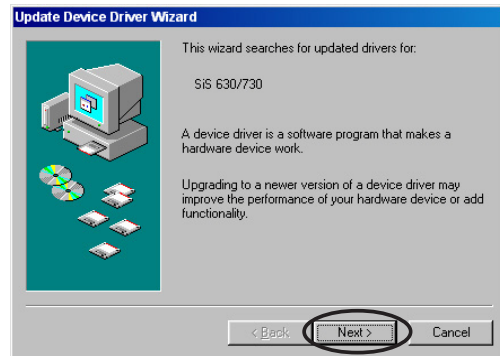 Update Device Driver Wizard
This wizard searches for updated drivers for:
SiS 630/730
A device driver is a software program that makes a
hardware device work.
Upgrading to a newer version of a device driver may
improve the performance of your hardware device or add
functionality.
< Back Next > Cancel